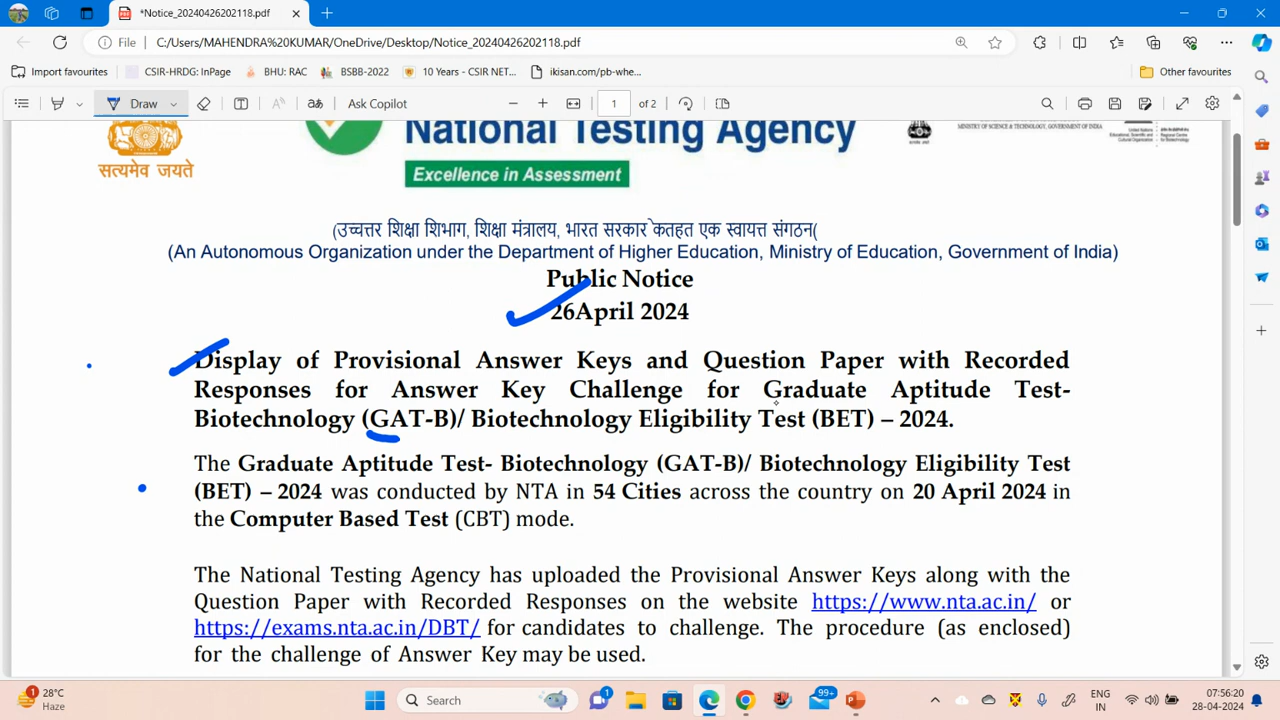 *Notice_20240426202118.pdf
File C:/Users/MAHENDRA%20KUMAR/OneDrive/Desktop/Notice_20240426202118.pdf
Import favourites CSIR-HRDG: InPage BHU: RAC BSBB-2022 10 Years - CSIR NET... ikisan.com/pb-whe... Other favourites
Draw Ask Copilot 1 of 2
National Testing Agency
MINISTRY OF SCIENCE & TECHNOLOGY, GOVERNMENT OF INDIA
सत्यमेव जयते
Excellence in Assessment
(उच्चत्तर शिक्षा शिभाग, शिक्षा मंत्रालय, भारत सरकार केतहत एक स्वायत्त संगठन(
(An Autonomous Organization under the Department of Higher Education, Ministry of Education, Government of India)
Public Notice
26April 2024
Display of Provisional Answer Keys and Question Paper with Recorded
Responses for Answer Key Challenge for Graduate Aptitude Test-
Biotechnology (GAT-B)/ Biotechnology Eligibility Test (BET) – 2024.
The Graduate Aptitude Test- Biotechnology (GAT-B)/ Biotechnology Eligibility Test
(BET) – 2024 was conducted by NTA in 54 Cities across the country on 20 April 2024 in
the Computer Based Test (CBT) mode.
The National Testing Agency has uploaded the Provisional Answer Keys along with the
Question Paper with Recorded Responses on the website https://www.nta.ac.in/ or
https://exams.nta.ac.in/DBT/ for candidates to challenge. The procedure (as enclosed)
for the challenge of Answer Key may be used.
28°C
Haze
Search
1
99+
ENG
IN
07:56:20
28-04-2024